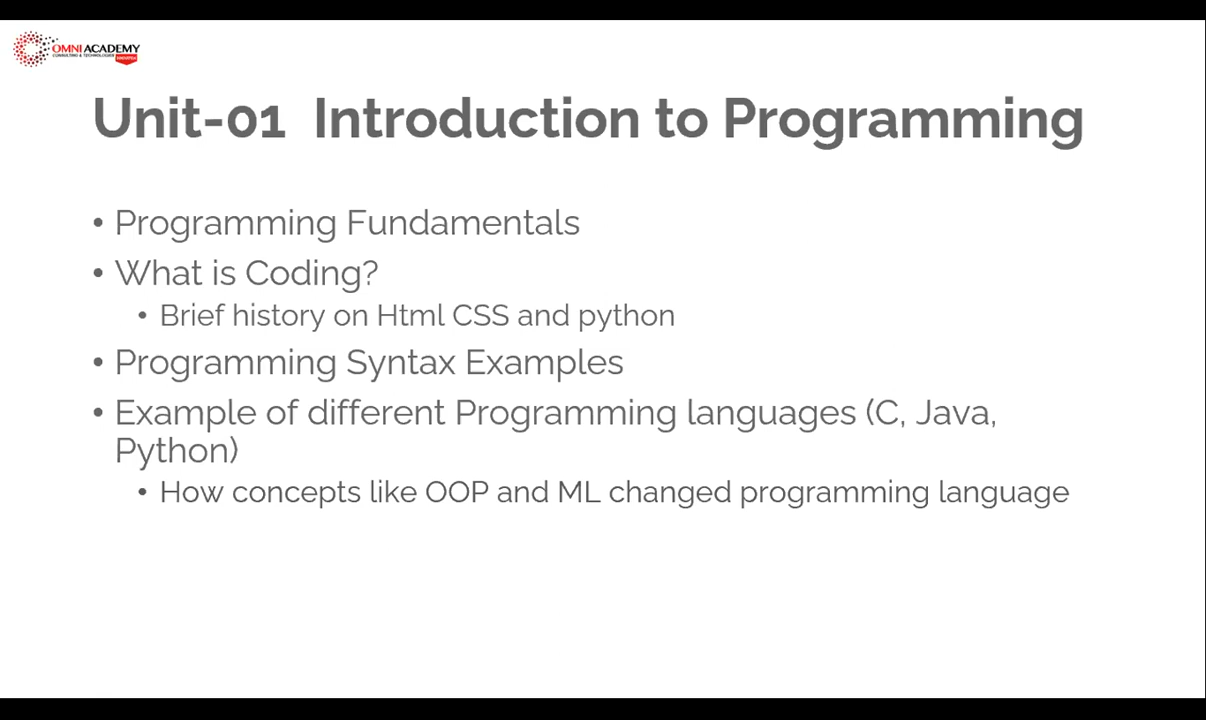 OMNI ACADEMY
CONSULTING & TECHNOLOGIES
Unit-01 Introduction to Programming
• Programming Fundamentals
• What is Coding?
• Brief history on Html CSS and python
• Programming Syntax Examples
• Example of different Programming languages (C, Java,
Python)
• How concepts like OOP and ML changed programming language